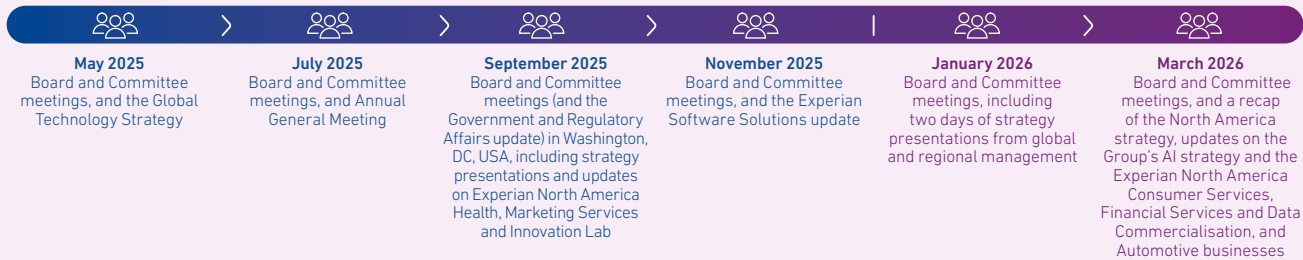 May 2025
Board and Committee
meetings, and the Global
Technology Strategy
July 2025
Board and Committee
meetings, and Annual
General Meeting
September 2025
Board and Committee
meetings (and the
Government and Regulatory
Affairs update) in Washington,
DC, USA, including strategy
presentations and updates
on Experian North America
Health, Marketing Services
and Innovation Lab
November 2025
Board and Committee
meetings, and the Experian
Software Solutions update
January 2026
Board and Committee
meetings, including
two days of strategy
presentations from global
and regional management
March 2026
Board and Committee
meetings, and a recap
of the North America
strategy, updates on the
Group's AI strategy and the
Experian North America
Consumer Services,
Financial Services and Data
Commercialisation, and
Automotive businesses